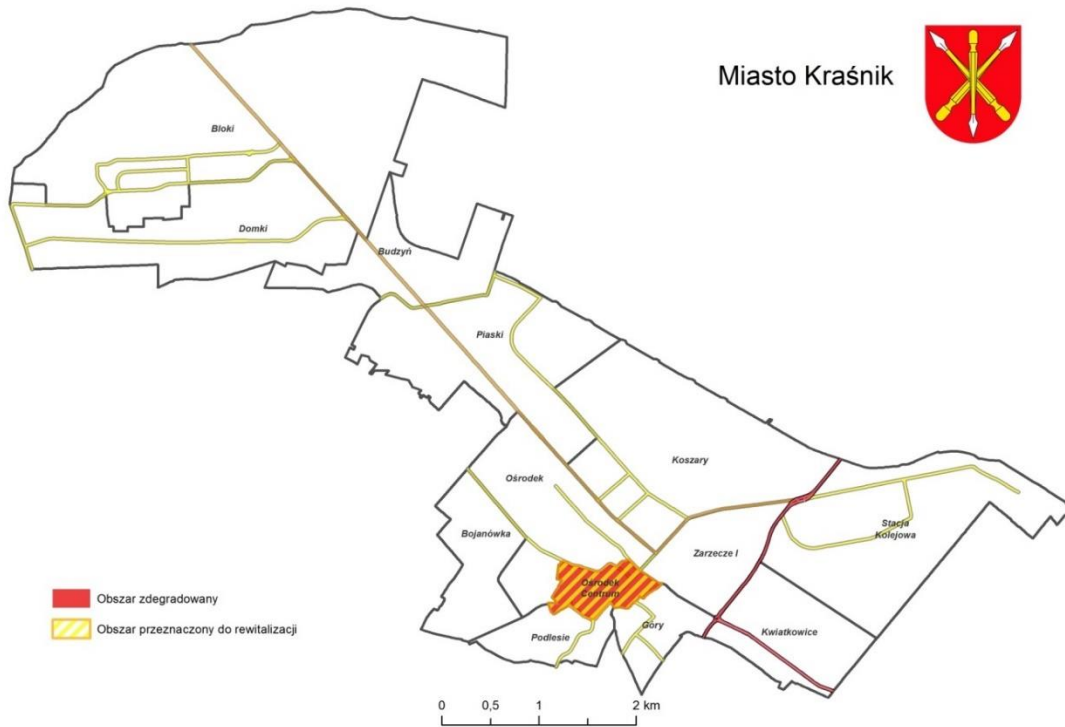 Miasto Kraśnik
Bloki
Domki
Budzyń
Piaski
Koszary
Ośrodek
Bojanówka
Zarzecze I
Stacja
Kolejowa
Ośrodek
Centrum
Podlesie
Góry
Kwiatkowice
Obszar zdegradowany
Obszar przeznaczony do rewitalizacji
0 0,5 1 2 km